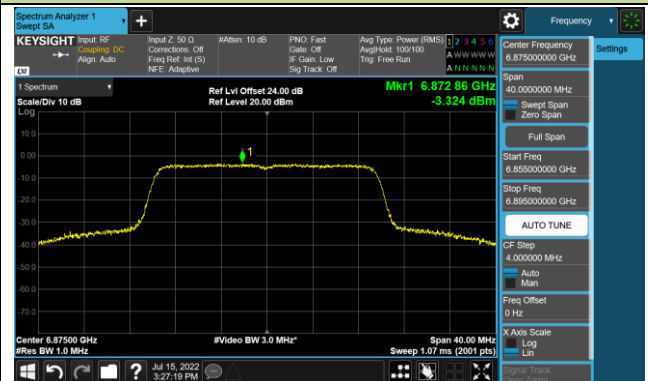 Spectrum Analyzer 1
Swept SA
Frequency
KEYSIGHT
Input: RF
Coupling: DC
Align: Auto
Input Z: 50 Ω
Corrections: Off
Freq Ref: Int (S)
NFE: Adaptive
#Atten: 10 dB
PNO: Fast
Gate: Off
IF Gain: Low
Sig Track: Off
Avg Type: Power (RMS)
Avg|Hold: 100/100
Trig: Free Run
1 2 3 4 5 6
A W W W W W
A N N N N N
LXI
1 Spectrum
Scale/Div 10 dB
Log
Ref Lvl Offset 24.00 dB
Ref Level 20.00 dBm
Mkr1 6.872 86 GHz
-3.324 dBm
10.0
0.00
-10.0
-20.0
-30.0
-40.0
-50.0
-60.0
-70.0
1
Center 6.87500 GHz
#Res BW 1.0 MHz
#Video BW 3.0 MHz*
Span 40.00 MHz
Sweep 1.07 ms (2001 pts)
Jul 15, 2022
3:27:19 PM
?
Center Frequency
6.875000000 GHz
Settings
Span
40.0000000 MHz
Swept Span
Zero Span
Full Span
Start Freq
6.855000000 GHz
Stop Freq
6.895000000 GHz
AUTO TUNE
CF Step
4.000000 MHz
Auto
Man
Freq Offset
0 Hz
X Axis Scale
Log
Lin
Signal Track
(Span Zoom)